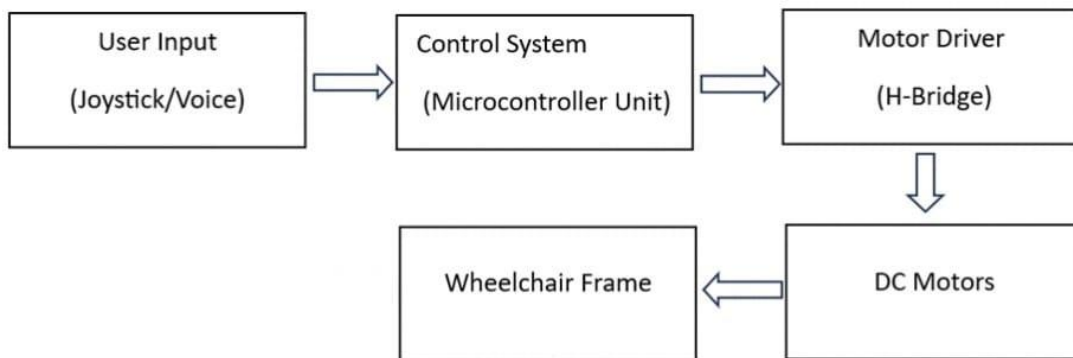 User Input
(Joystick/Voice)
Control System
(Microcontroller Unit)
Motor Driver
(H-Bridge)
DC Motors
Wheelchair Frame